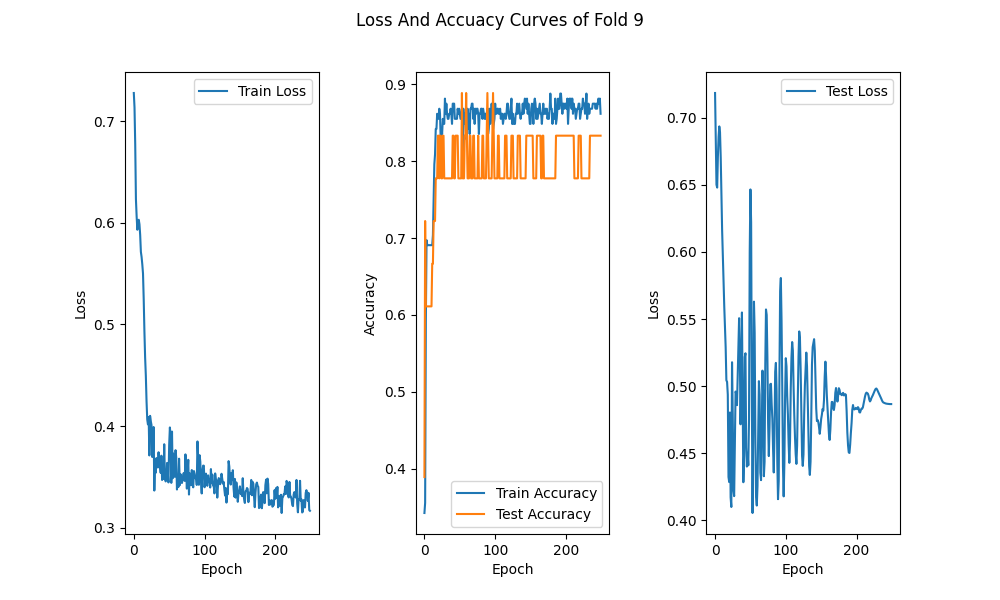 Loss And Accuacy Curves of Fold 9
Loss
0.7
0.6
0.5
0.4
0.3
0
100
200
Epoch
Train Loss
Accuracy
0.9
0.8
0.7
0.6
0.5
0.4
0
100
200
Epoch
Train Accuracy
Test Accuracy
Loss
0.70
0.65
0.60
0.55
0.50
0.45
0.40
0
100
200
Epoch
Test Loss